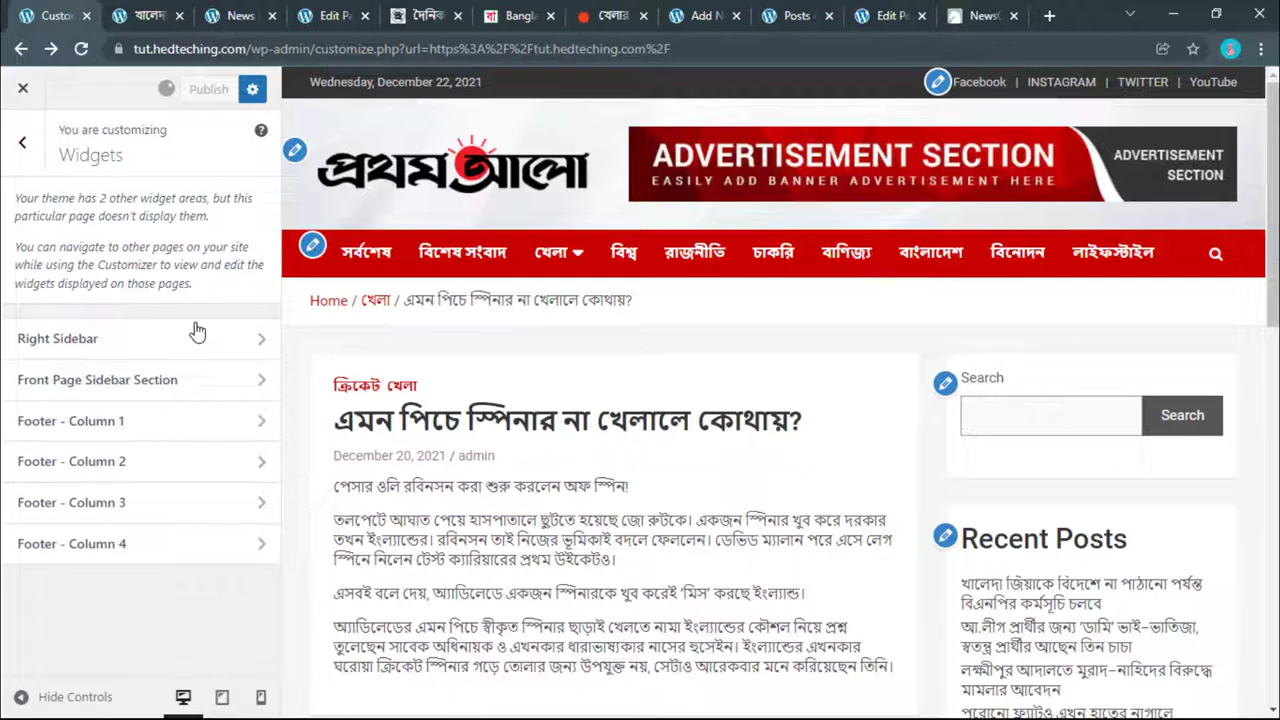 Custo
খালেদ
News
Edit Pa
দৈনিক
Bangla
খেলার
Add N
Posts
Edit Pa
NewsC
tut.hedteching.com/wp-admin/customize.php?url=https%3A%2F%2Ftut.hedteching.com%2F
Publish
You are customizing
Widgets
Your theme has 2 other widget areas, but this
particular page doesn't display them.
You can navigate to other pages on your site
while using the Customizer to view and edit the
widgets displayed on those pages.
Right Sidebar
Front Page Sidebar Section
Footer - Column 1
Footer - Column 2
Footer - Column 3
Footer - Column 4
Hide Controls
Wednesday, December 22, 2021
Facebook | INSTAGRAM | TWITTER | YouTube
প্রথম আলো
ADVERTISEMENT SECTION
EASILY ADD BANNER ADVERTISEMENT HERE
ADVERTISEMENT
SECTION
সর্বশেষ বিশেষ সংবাদ খেলা বিশ্ব রাজনীতি চাকরি বাণিজ্য বাংলাদেশ বিনোদন লাইফস্টাইল
Home / খেলা / এমন পিচে স্পিনার না খেলালে কোথায়?
ক্রিকেট খেলা
এমন পিচে স্পিনার না খেলালে কোথায়?
December 20, 2021 / admin
পেসার ওলি রবিনসন করা শুরু করলেন অফ স্পিন!
তলপেটে আঘাত পেয়ে হাসপাতালে ছুটতে হয়েছে জো রুটকে। একজন স্পিনার খুব করে দরকার
তখন ইংল্যান্ডের। রবিনসন তাই নিজের ভূমিকাই বদলে ফেললেন। ডেভিড ম্যালান পরে এসে লেগ
স্পিনে নিলেন টেস্ট ক্যারিয়ারের প্রথম উইকেটও।
এসবই বলে দেয়, অ্যাডিলেডে একজন স্পিনারকে খুব করেই ‘মিস’ করছে ইংল্যান্ড।
অ্যাডিলেডের এমন পিচে স্বীকৃত স্পিনার ছাড়াই খেলতে নামা ইংল্যান্ডের কৌশল নিয়ে প্রশ্ন
তুলেছেন সাবেক অধিনায়ক ও এখনকার ধারাভাষ্যকার নাসের হুসেইন। ইংল্যান্ডের এখনকার
ঘরোয়া ক্রিকেট স্পিনার গড়ে তোলার জন্য উপযুক্ত নয়, সেটাও আরেকবার মনে করিয়েছেন তিনি।
Search
Search
Recent Posts
খালেদা জিয়াকে বিদেশে না পাঠানো পর্যন্ত
বিএনপির কর্মসূচি চলবে
আ.লীগ প্রার্থীর জন্য ‘ডামি’ ভাই-ভাতিজা,
স্বতন্ত্র প্রার্থীর আছেন তিন চাচা
লক্ষ্মীপুর আদালতে মুরাদ-নাহিদের বিরুদ্ধে
মামলার আবেদন
পুরোনো ফ্ল্যাটও এখন হাতের নাগালে